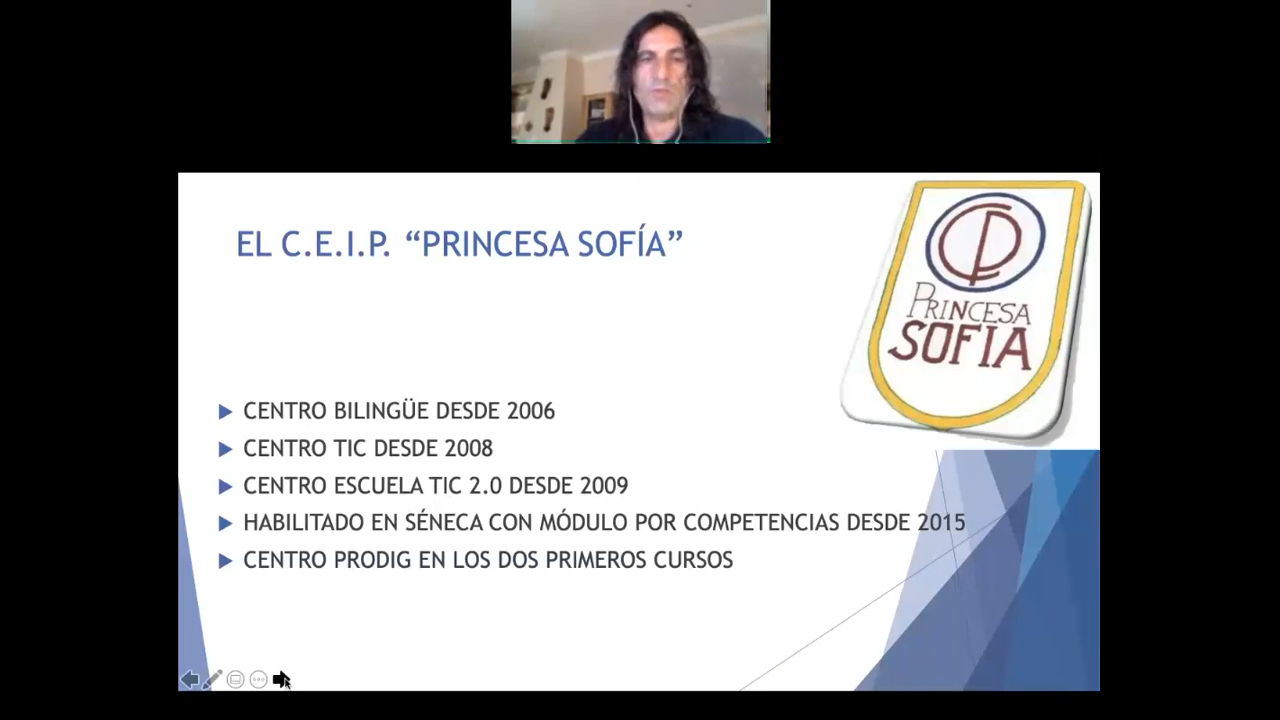 EL C.E.I.P. “PRINCESA SOFÍA”
PRINCESA
SOFIA
CENTRO BILINGÜE DESDE 2006
CENTRO TIC DESDE 2008
CENTRO ESCUELA TIC 2.0 DESDE 2009
HABILITADO EN SÉNECA CON MÓDULO POR COMPETENCIAS DESDE 2015
CENTRO PRODIG EN LOS DOS PRIMEROS CURSOS